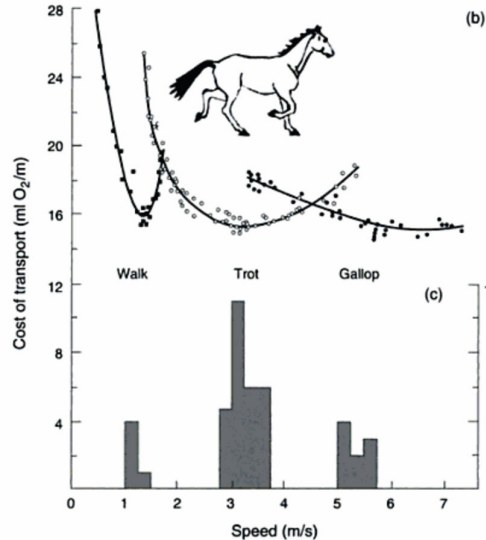 (b)
28
24
20
16
12
8
4
Cost of transport (ml O₂/m)
Walk Trot Gallop
(c)
0 1 2 3 4 5 6 7
Speed (m/s)